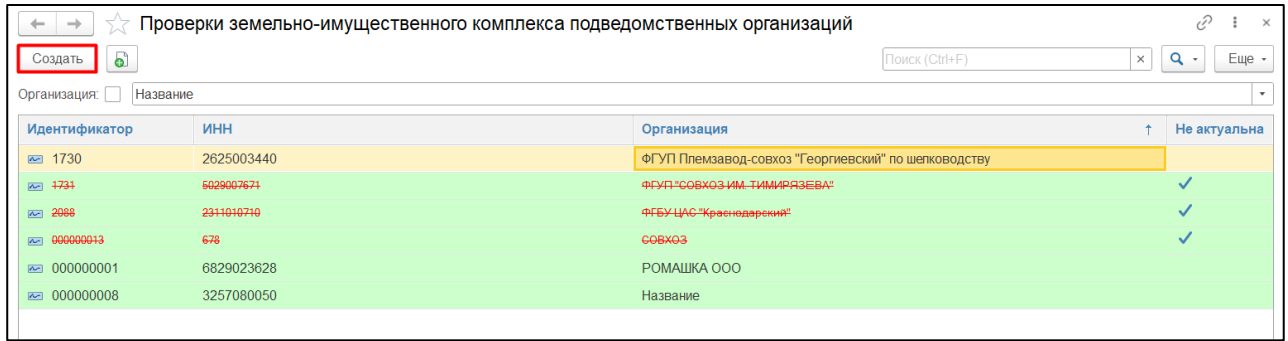 Проверки земельно-имущественного комплекса подведомственных организаций
Создать Поиск (Ctrl+F) Еще
Организация: Название
Идентификатор ИНН Организация Не актуальна
1730 2625003440 ФГУП Племзавод-совхоз "Георгиевский" по шелководству
1731 5029007671 ФГУП "СОВХОЗ ИМ. ТИМИРЯЗЕВА"
2088 2311010710 ФГБУ ЦАС "Краснодарский"
000000013 678 СОВХОЗ
000000001 6829023628 РОМАШКА ООО
000000008 3257080050 Название